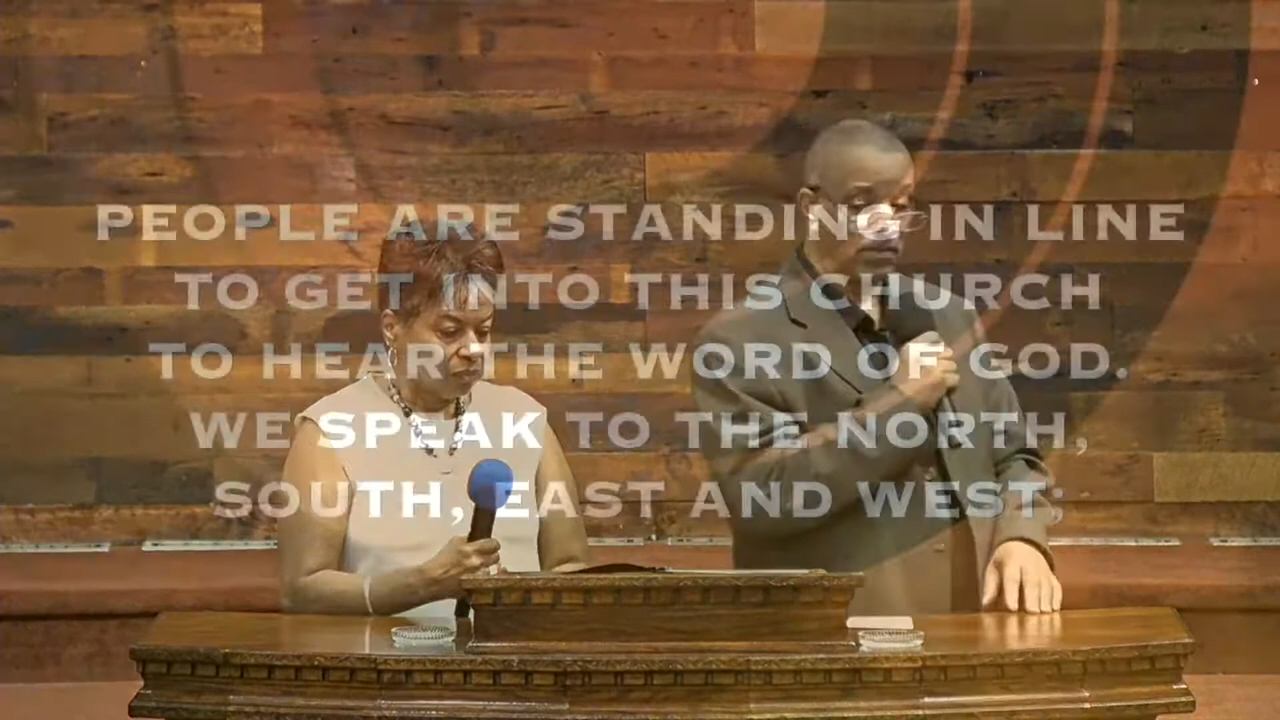 PEOPLE ARE STANDING IN LINE
TO GET INTO THIS CHURCH
TO HEAR THE WORD OF GOD.
WE SPEAK TO THE NORTH,
SOUTH, EAST AND WEST;